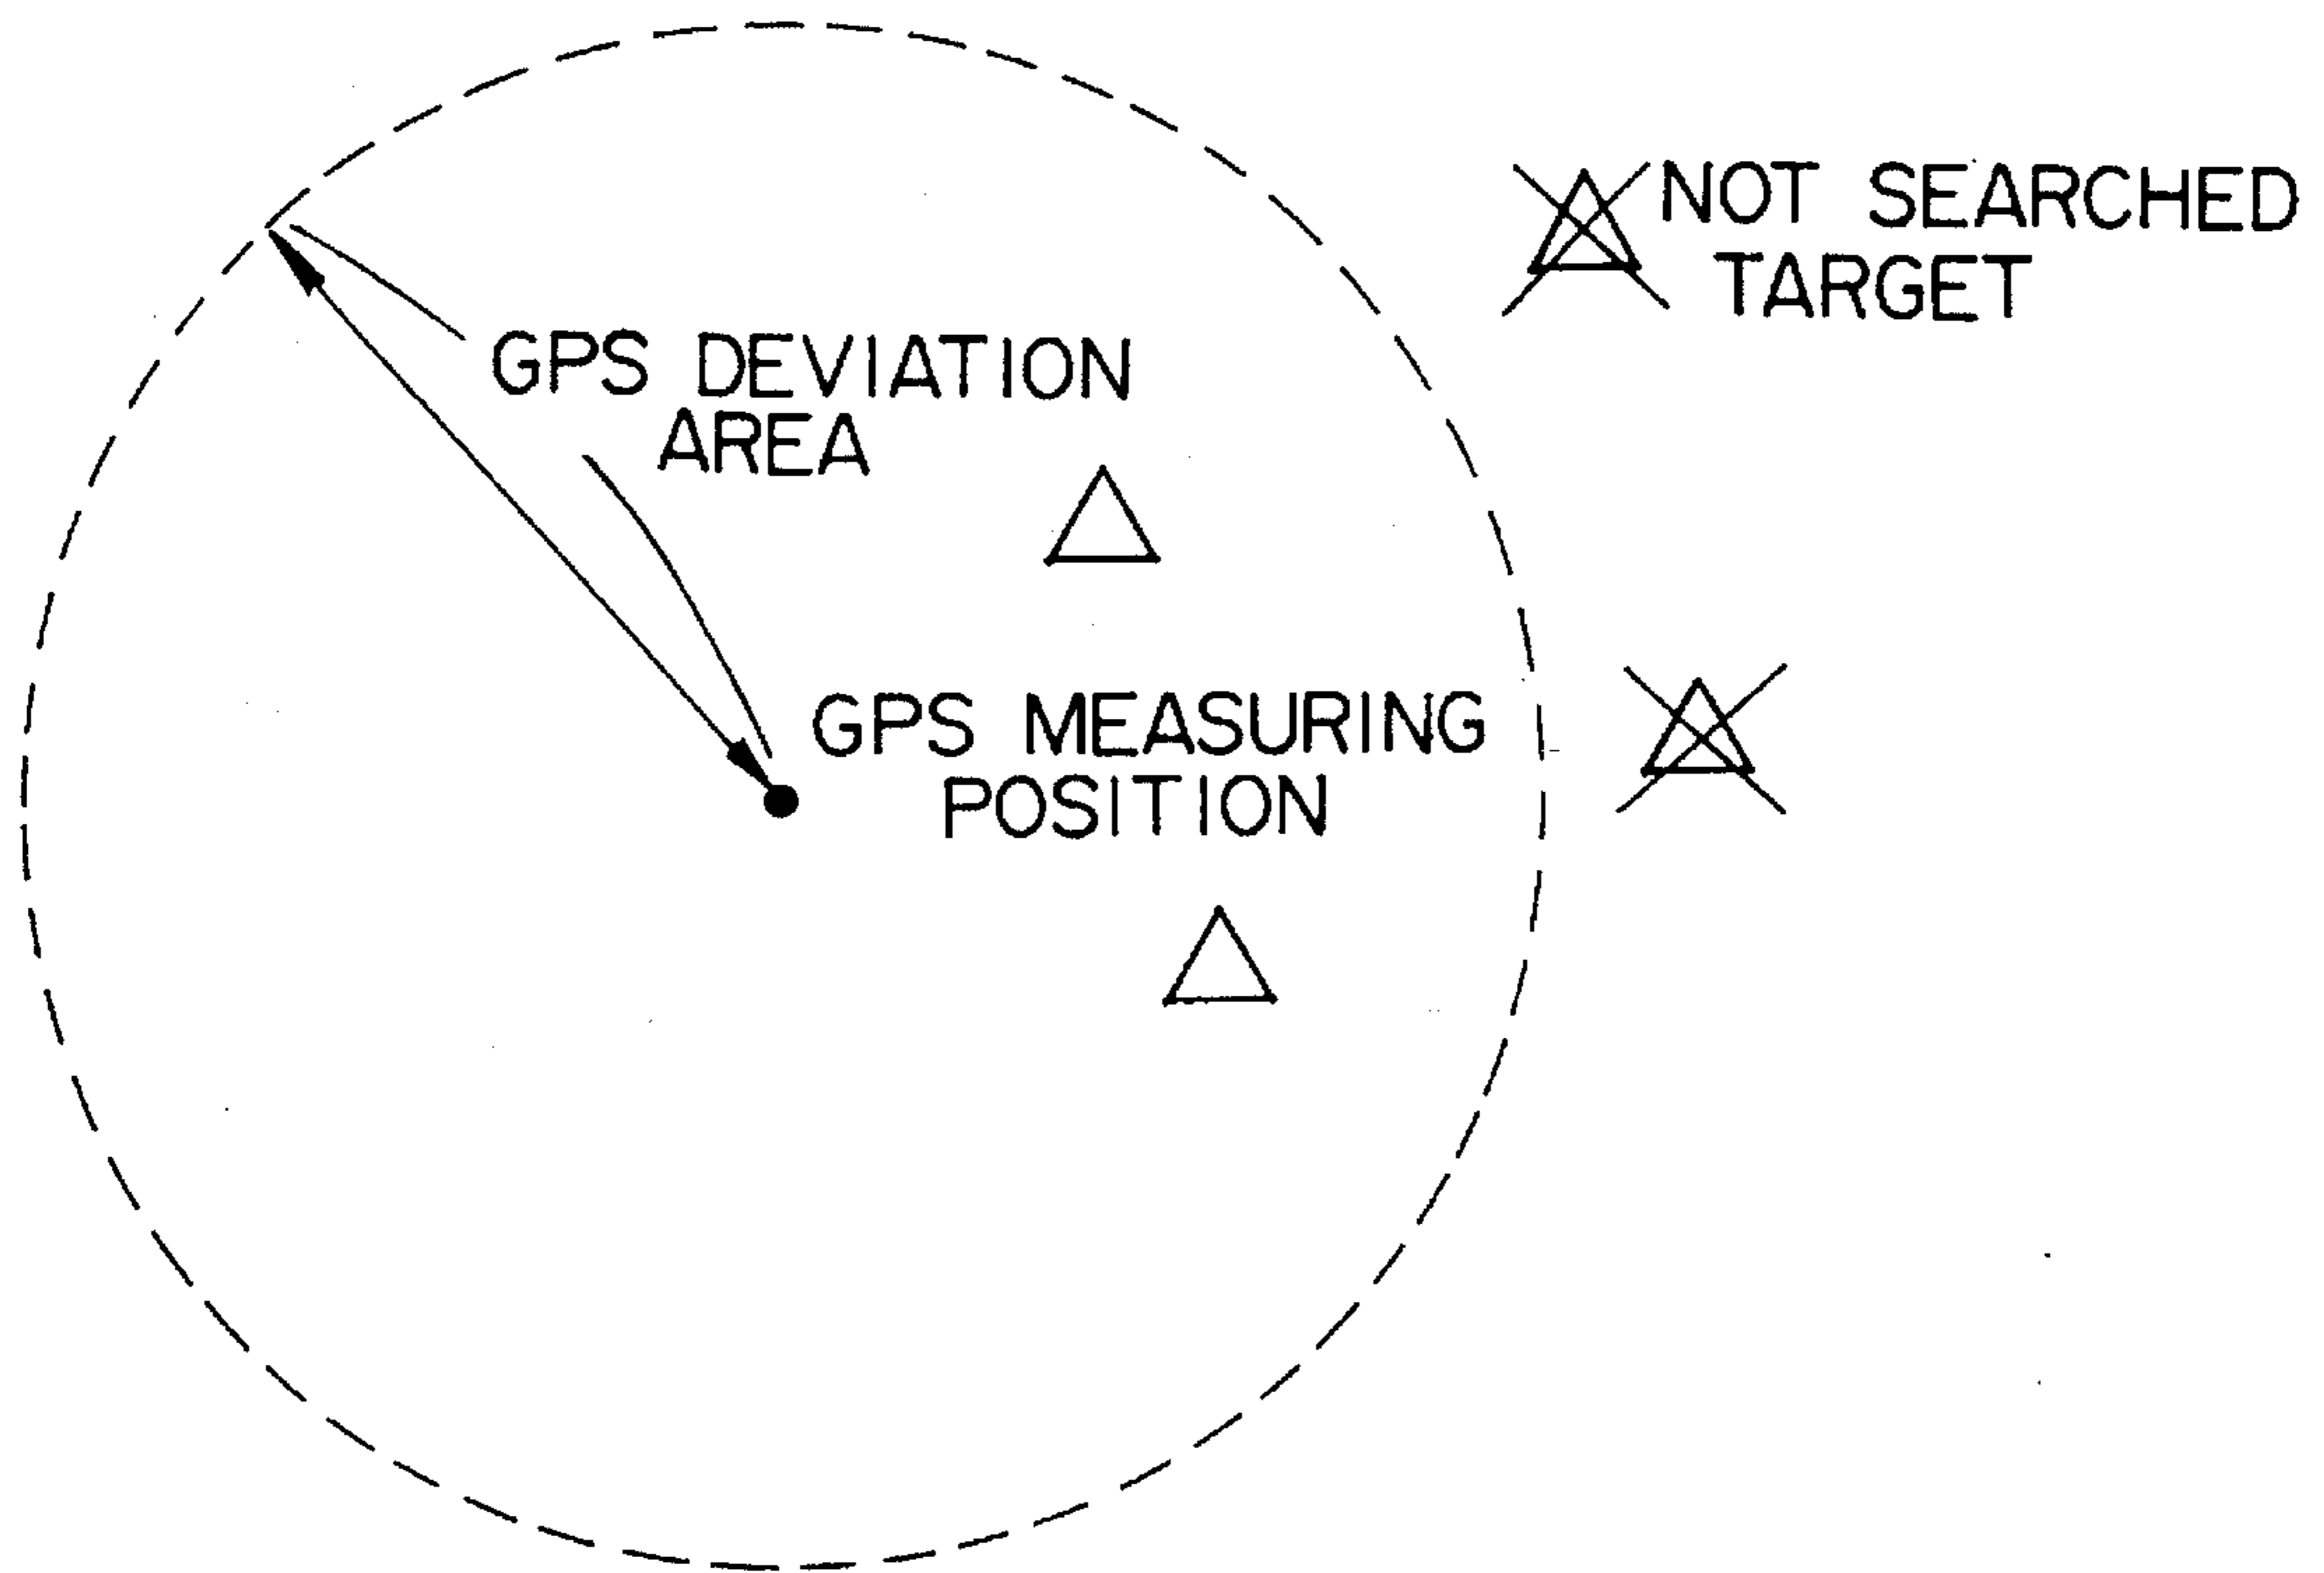 NOT SEARCHED
TARGET
GPS DEVIATION
AREA
GPS MEASURING
POSITION